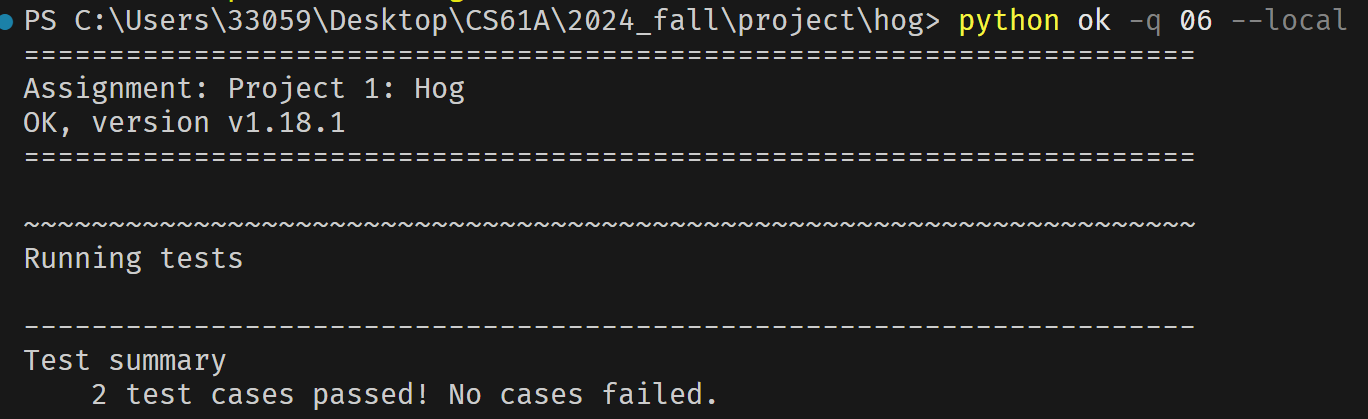 PS C:\Users\33059\Desktop\CS61A\2024_fall\project\hog> python ok -q 06 --local
=====================================================================
Assignment: Project 1: Hog
OK, version v1.18.1
=====================================================================
~~~~~~~~~~~~~~~~~~~~~~~~~~~~~~~~~~~~~~~~~~~~~~~~~~~~~~~~~~~~~~~~~~~~~
Running tests
---------------------------------------------------------------------
Test summary
    2 test cases passed! No cases failed.